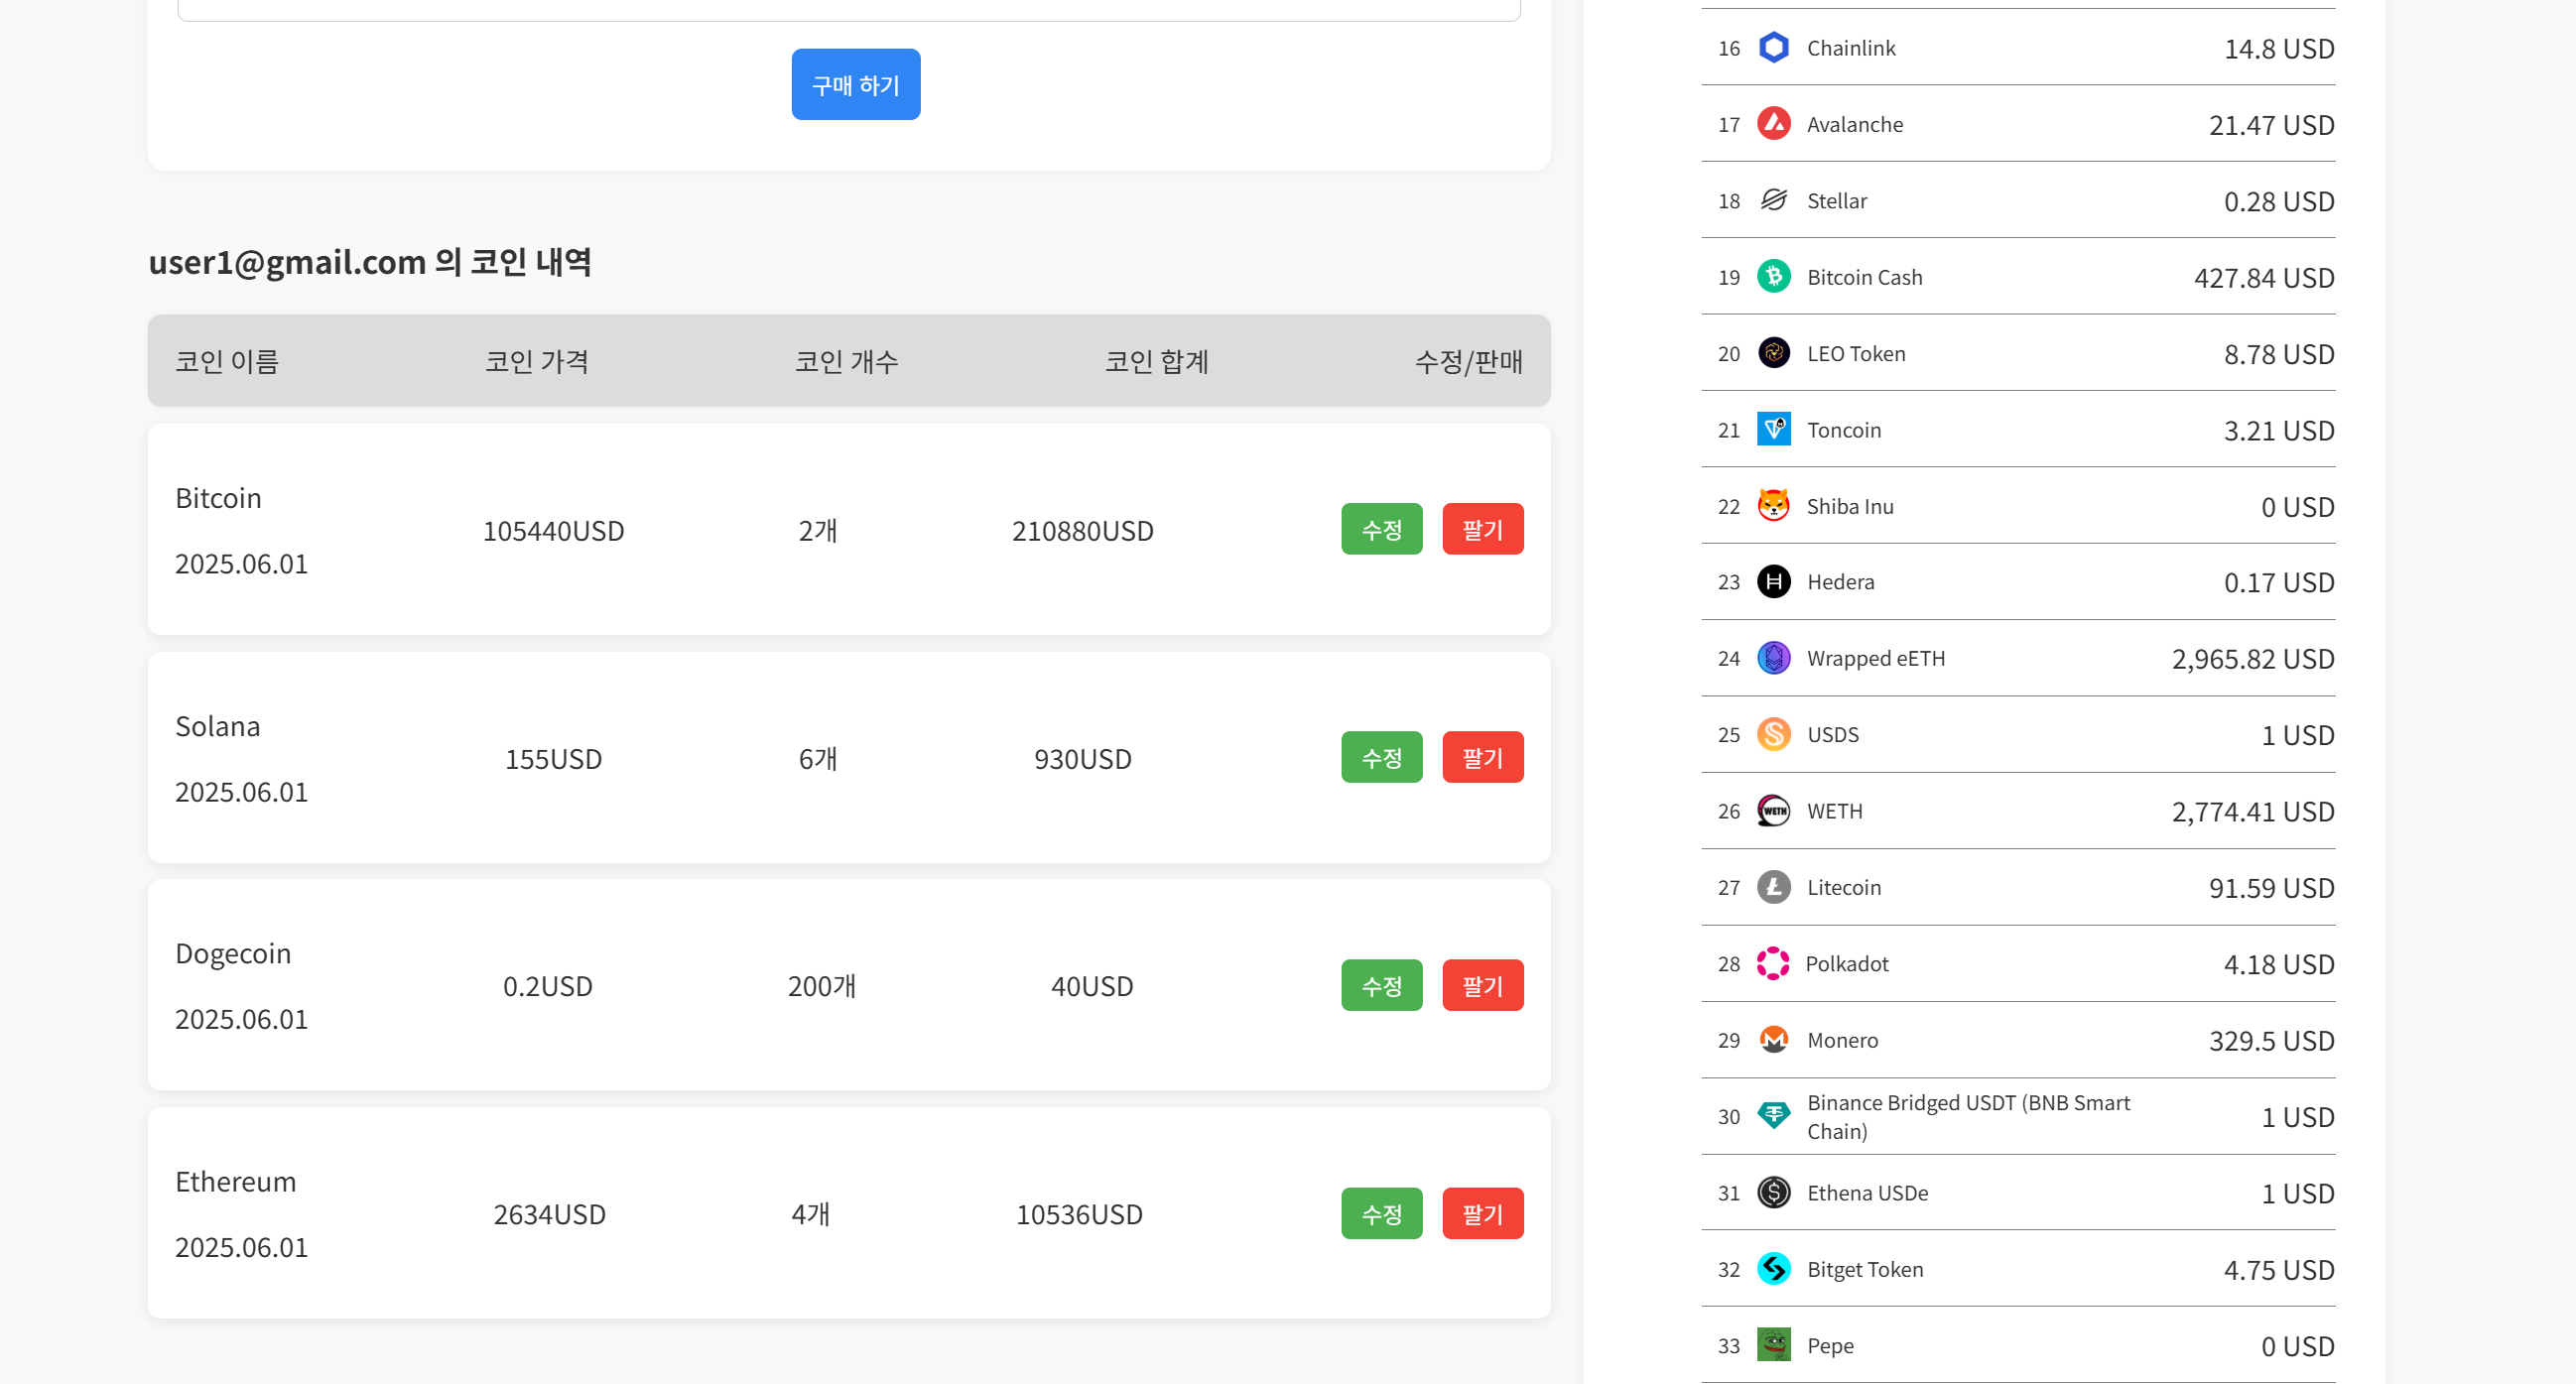 구매 하기
user1@gmail.com 의 코인 내역
코인 이름 코인 가격 코인 개수 코인 합계 수정/판매
Bitcoin
2025.06.01
105440USD 2개 210880USD 수정 팔기
Solana
2025.06.01
155USD 6개 930USD 수정 팔기
Dogecoin
2025.06.01
0.2USD 200개 40USD 수정 팔기
Ethereum
2025.06.01
2634USD 4개 10536USD 수정 팔기
16 Chainlink 14.8 USD
17 Avalanche 21.47 USD
18 Stellar 0.28 USD
19 Bitcoin Cash 427.84 USD
20 LEO Token 8.78 USD
21 Toncoin 3.21 USD
22 Shiba Inu 0 USD
23 Hedera 0.17 USD
24 Wrapped eETH 2,965.82 USD
25 USDS 1 USD
26 WETH WETH 2,774.41 USD
27 Litecoin 91.59 USD
28 Polkadot 4.18 USD
29 Monero 329.5 USD
30 Binance Bridged USDT (BNB Smart
Chain) 1 USD
31 Ethena USDe 1 USD
32 Bitget Token 4.75 USD
33 Pepe 0 USD